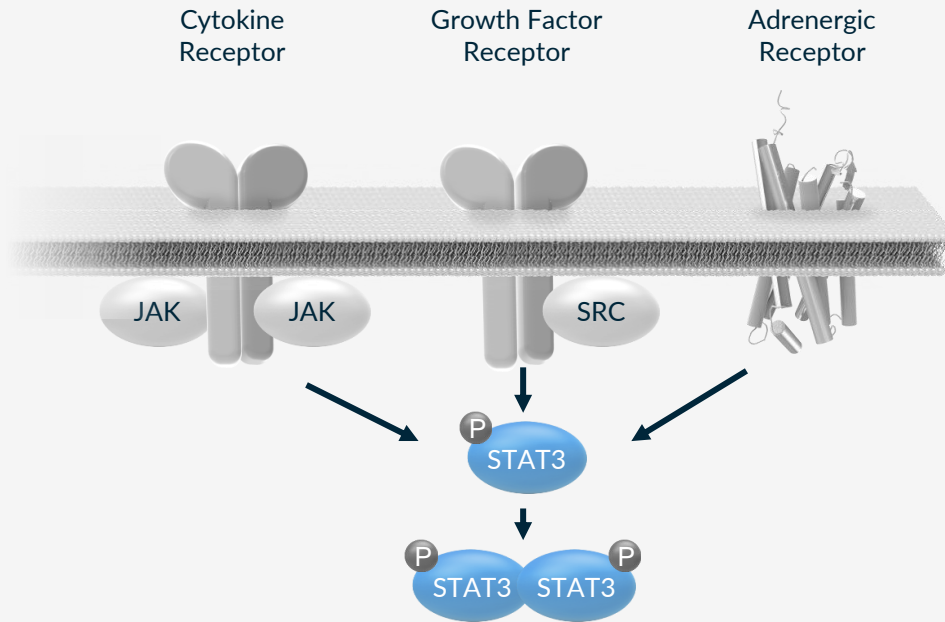 Cytokine
Receptor
Growth Factor
Receptor
Adrenergic
Receptor
JAK
JAK
SRC
P
STAT3
P
P
STAT3
STAT3